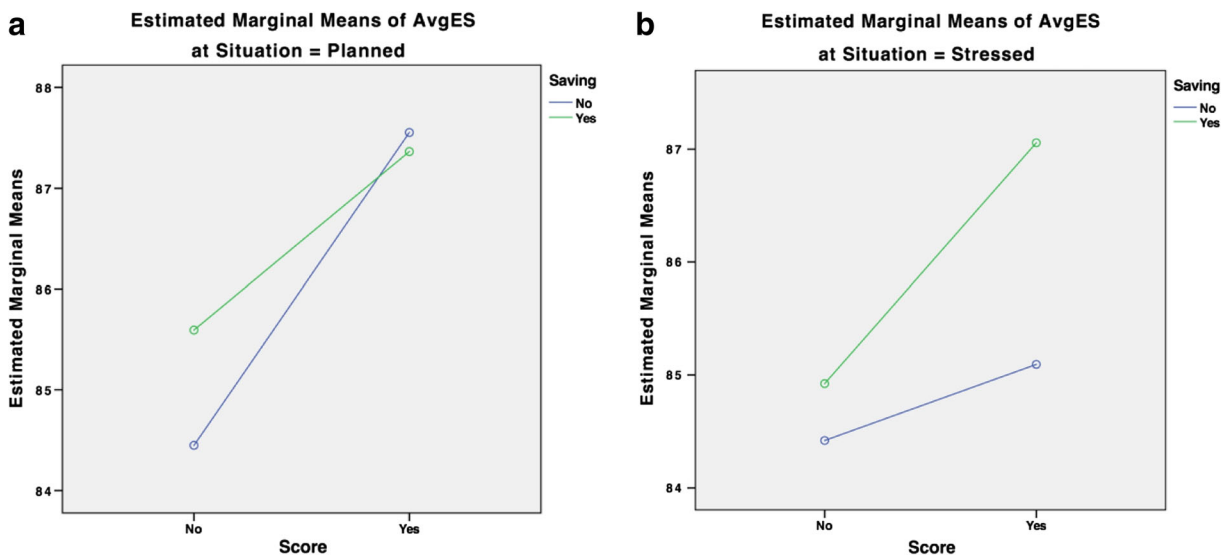 a
Estimated Marginal Means of AvgES
at Situation = Planned
Saving
No
Yes
Estimated Marginal Means
88
87
86
85
84
No
Yes
Score
b
Estimated Marginal Means of AvgES
at Situation = Stressed
Saving
No
Yes
Estimated Marginal Means
87
86
85
84
No
Yes
Score